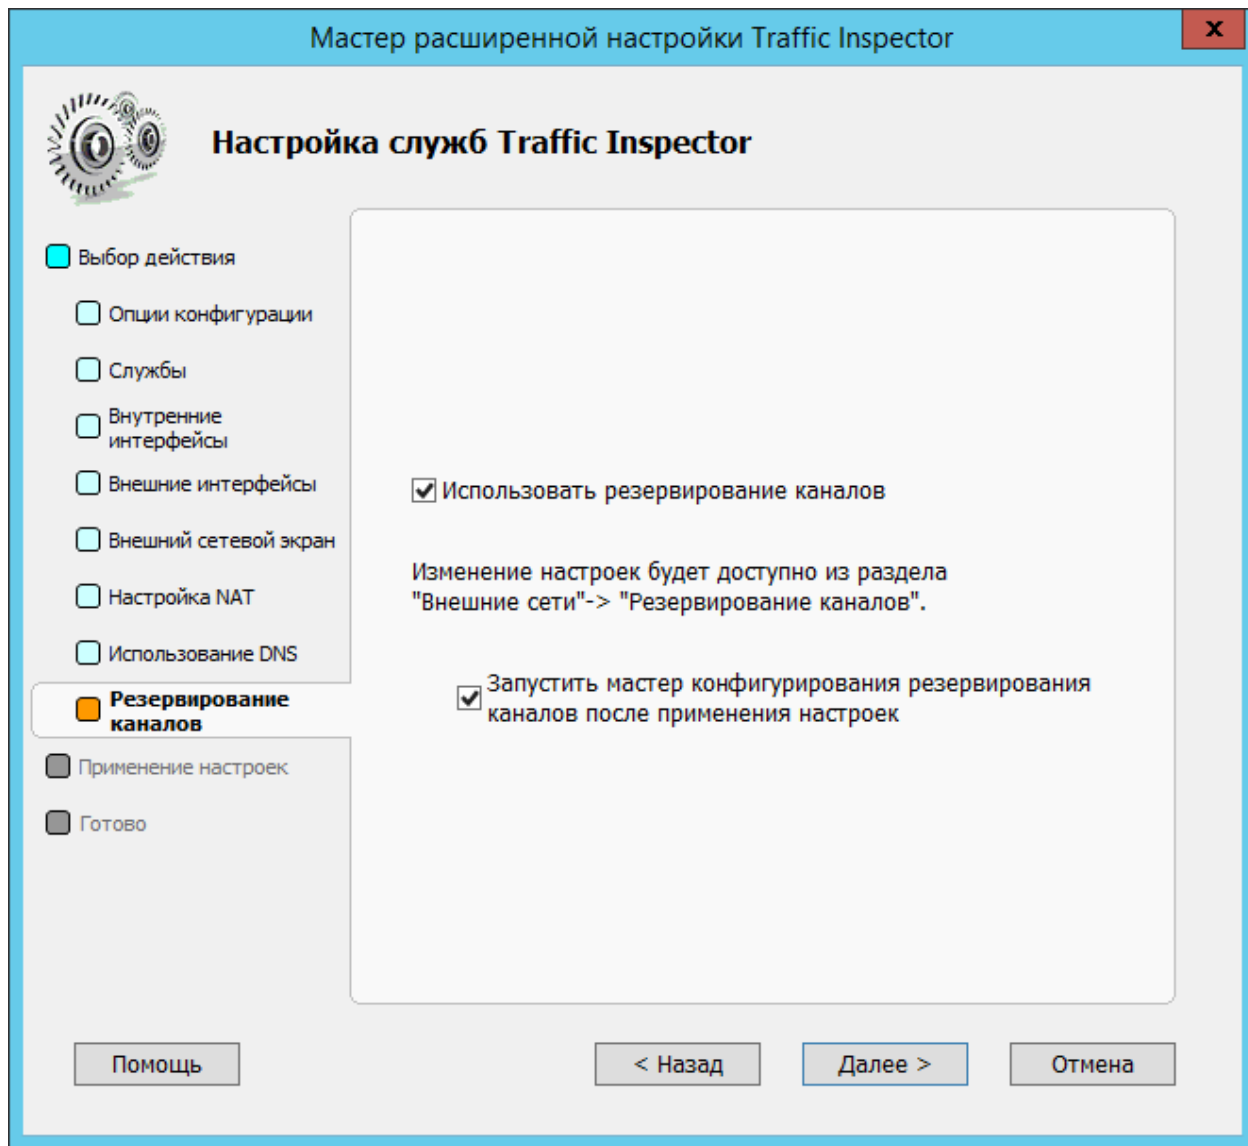 Мастер расширенной настройки Traffic Inspector
x
Настройка служб Traffic Inspector
Выбор действия
Опции конфигурации
Службы
Внутренние
интерфейсы
Внешние интерфейсы
Внешний сетевой экран
Настройка NAT
Использование DNS
Резервирование
каналов
Применение настроек
Готово
Использовать резервирование каналов
Изменение настроек будет доступно из раздела
"Внешние сети"-> "Резервирование каналов".
Запустить мастер конфигурирования резервирования
каналов после применения настроек
Помощь
< Назад
Далее >
Отмена